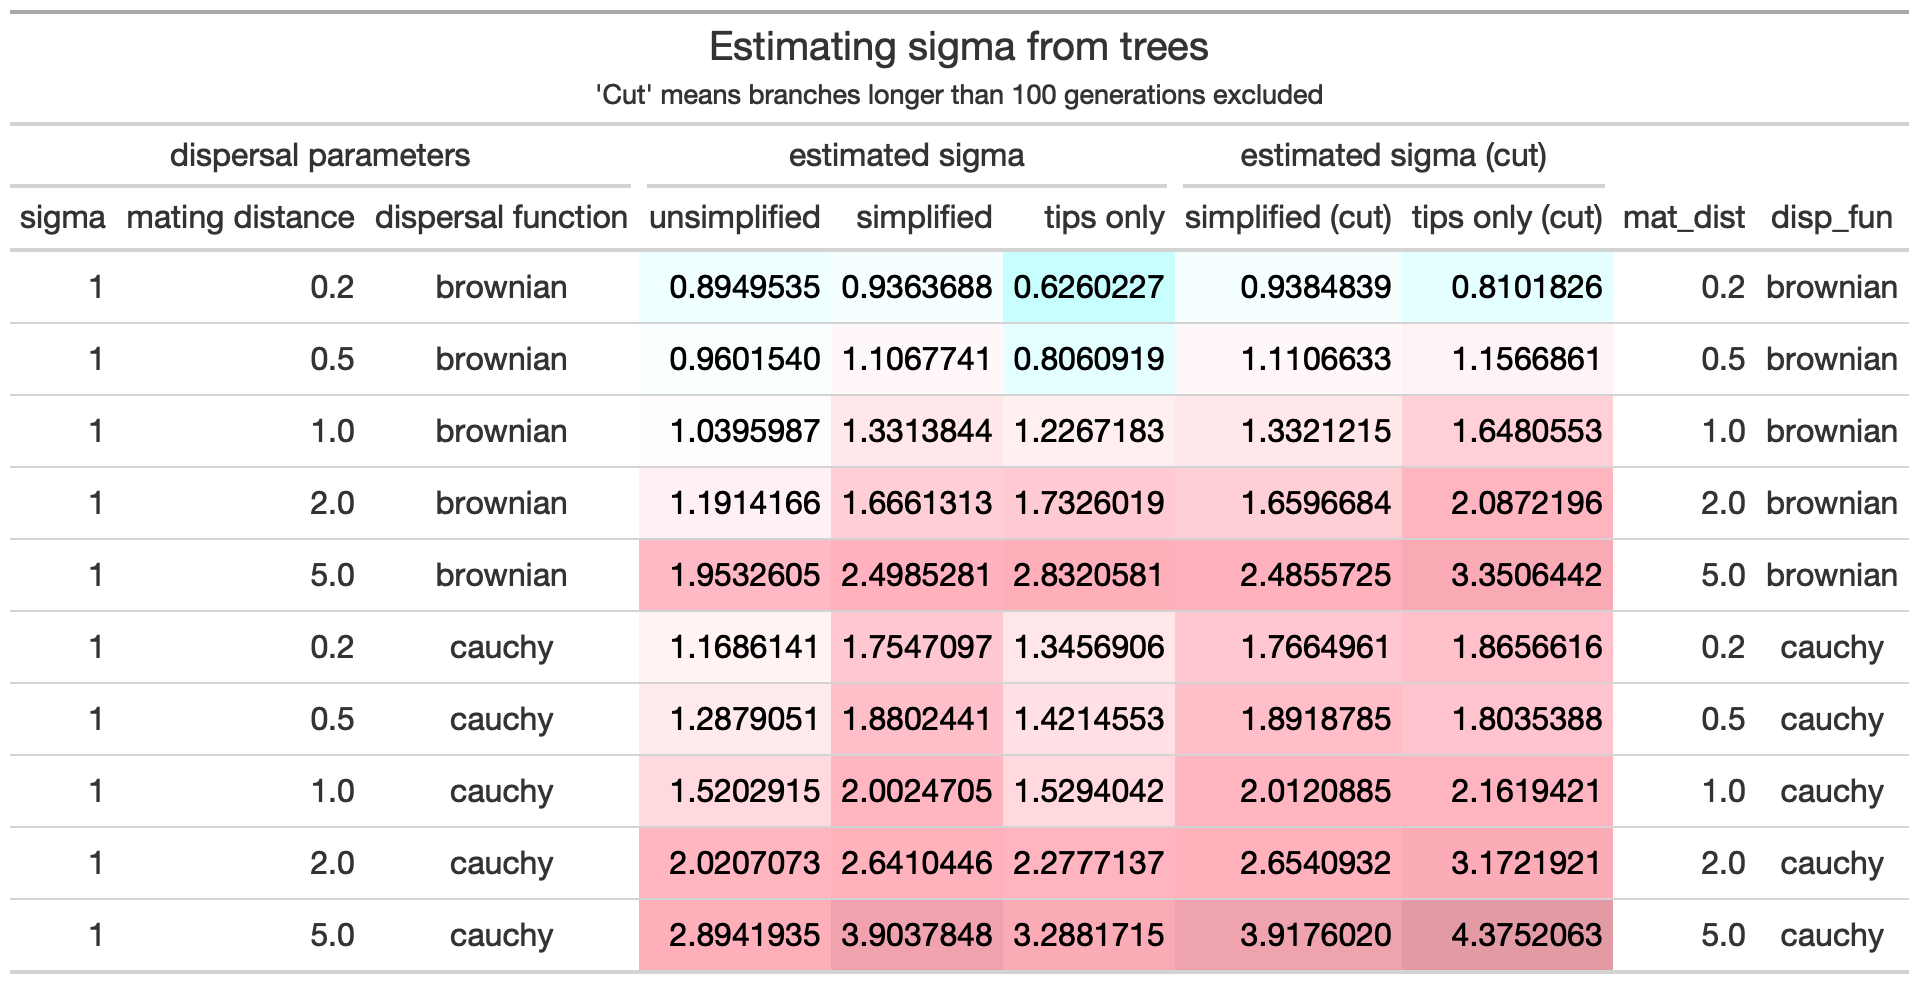 Estimating sigma from trees
'Cut' means branches longer than 100 generations excluded
dispersal parameters estimated sigma estimated sigma (cut)
sigma mating distance dispersal function unsimplified simplified tips only simplified (cut) tips only (cut) mat_dist disp_fun
1 0.2 brownian 0.8949535 0.9363688 0.6260227 0.9384839 0.8101826 0.2 brownian
1 0.5 brownian 0.9601540 1.1067741 0.8060919 1.1106633 1.1566861 0.5 brownian
1 1.0 brownian 1.0395987 1.3313844 1.2267183 1.3321215 1.6480553 1.0 brownian
1 2.0 brownian 1.1914166 1.6661313 1.7326019 1.6596684 2.0872196 2.0 brownian
1 5.0 brownian 1.9532605 2.4985281 2.8320581 2.4855725 3.3506442 5.0 brownian
1 0.2 cauchy 1.1686141 1.7547097 1.3456906 1.7664961 1.8656616 0.2 cauchy
1 0.5 cauchy 1.2879051 1.8802441 1.4214553 1.8918785 1.8035388 0.5 cauchy
1 1.0 cauchy 1.5202915 2.0024705 1.5294042 2.0120885 2.1619421 1.0 cauchy
1 2.0 cauchy 2.0207073 2.6410446 2.2777137 2.6540932 3.1721921 2.0 cauchy
1 5.0 cauchy 2.8941935 3.9037848 3.2881715 3.9176020 4.3752063 5.0 cauchy